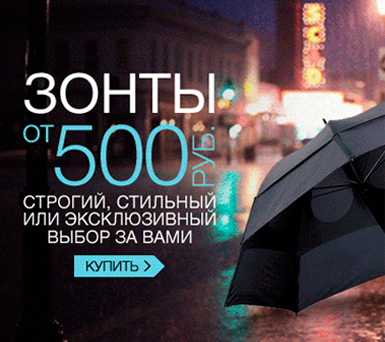 ЗОНТЫ
ОТ 500 РУБ.
СТРОГИЙ, СТИЛЬНЫЙ
ИЛИ ЭКСКЛЮЗИВНЫЙ
ВЫБОР ЗА ВАМИ
КУПИТЬ >